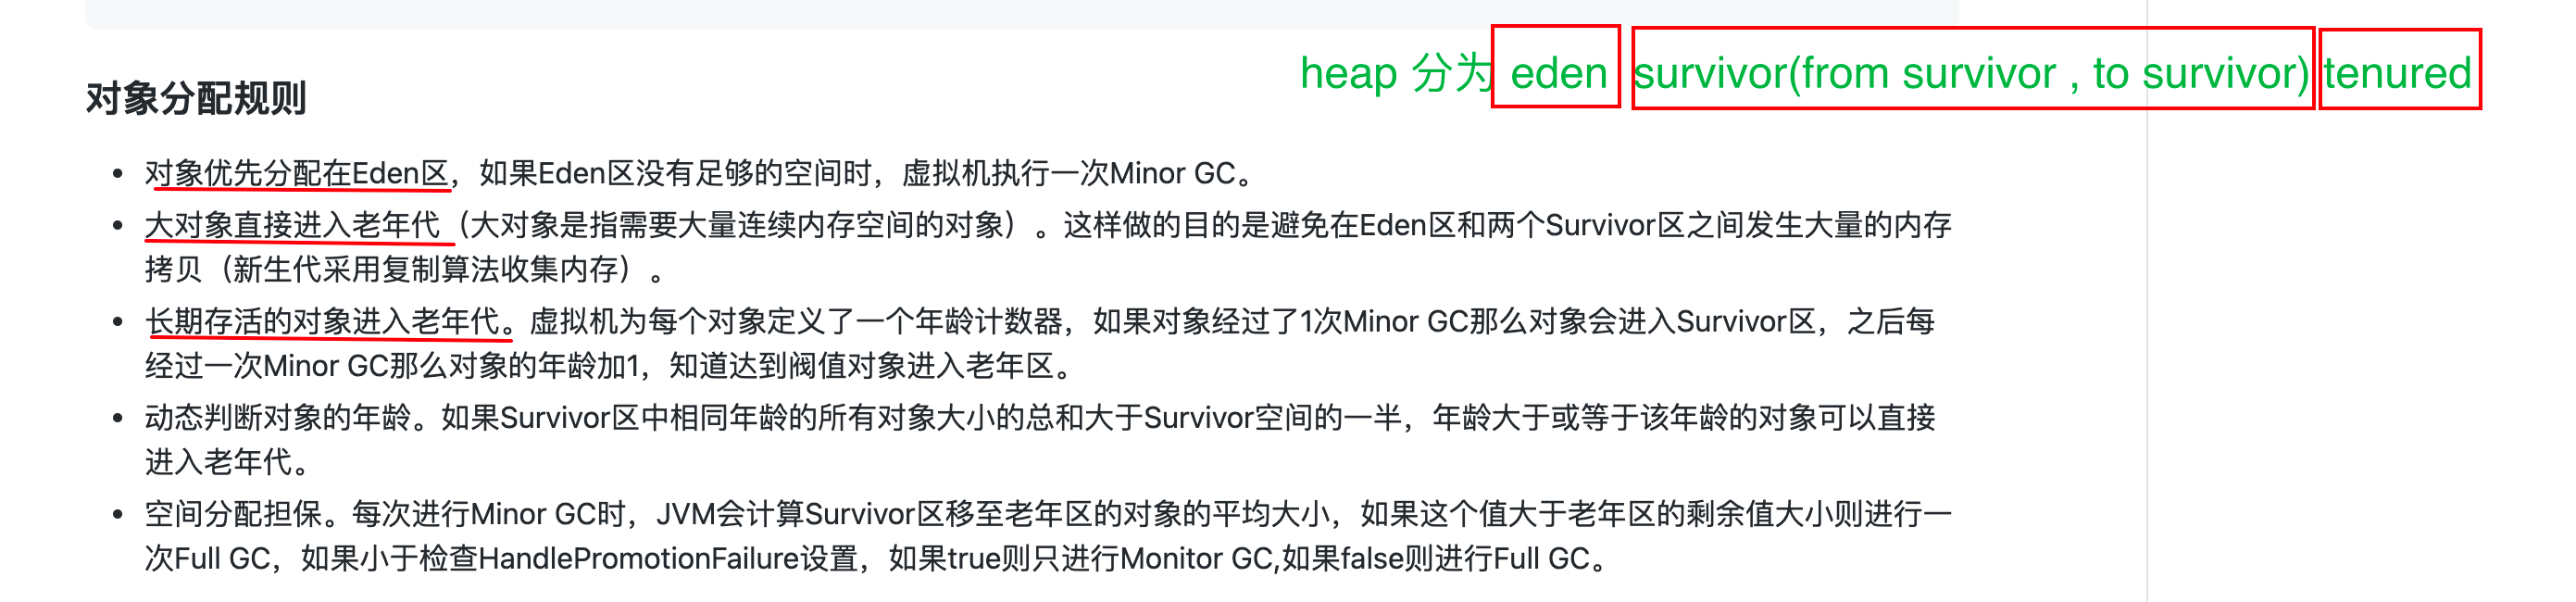 heap 分为 eden survivor(from survivor , to survivor) tenured
对象分配规则
• 对象优先分配在Eden区，如果Eden区没有足够的空间时，虚拟机执行一次Minor GC。
• 大对象直接进入老年代（大对象是指需要大量连续内存空间的对象）。这样做的目的是避免在Eden区和两个Survivor区之间发生大量的内存
拷贝（新生代采用复制算法收集内存）。
• 长期存活的对象进入老年代。虚拟机为每个对象定义了一个年龄计数器，如果对象经过了1次Minor GC那么对象会进入Survivor区，之后每
经过一次Minor GC那么对象的年龄加1，知道达到阀值对象进入老年区。
• 动态判断对象的年龄。如果Survivor区中相同年龄的所有对象大小的总和大于Survivor空间的一半，年龄大于或等于该年龄的对象可以直接
进入老年代。
• 空间分配担保。每次进行Minor GC时，JVM会计算Survivor区移至老年区的对象的平均大小，如果这个值大于老年区的剩余值大小则进行一
次Full GC，如果小于检查HandlePromotionFailure设置，如果true则只进行Monitor GC,如果false则进行Full GC。